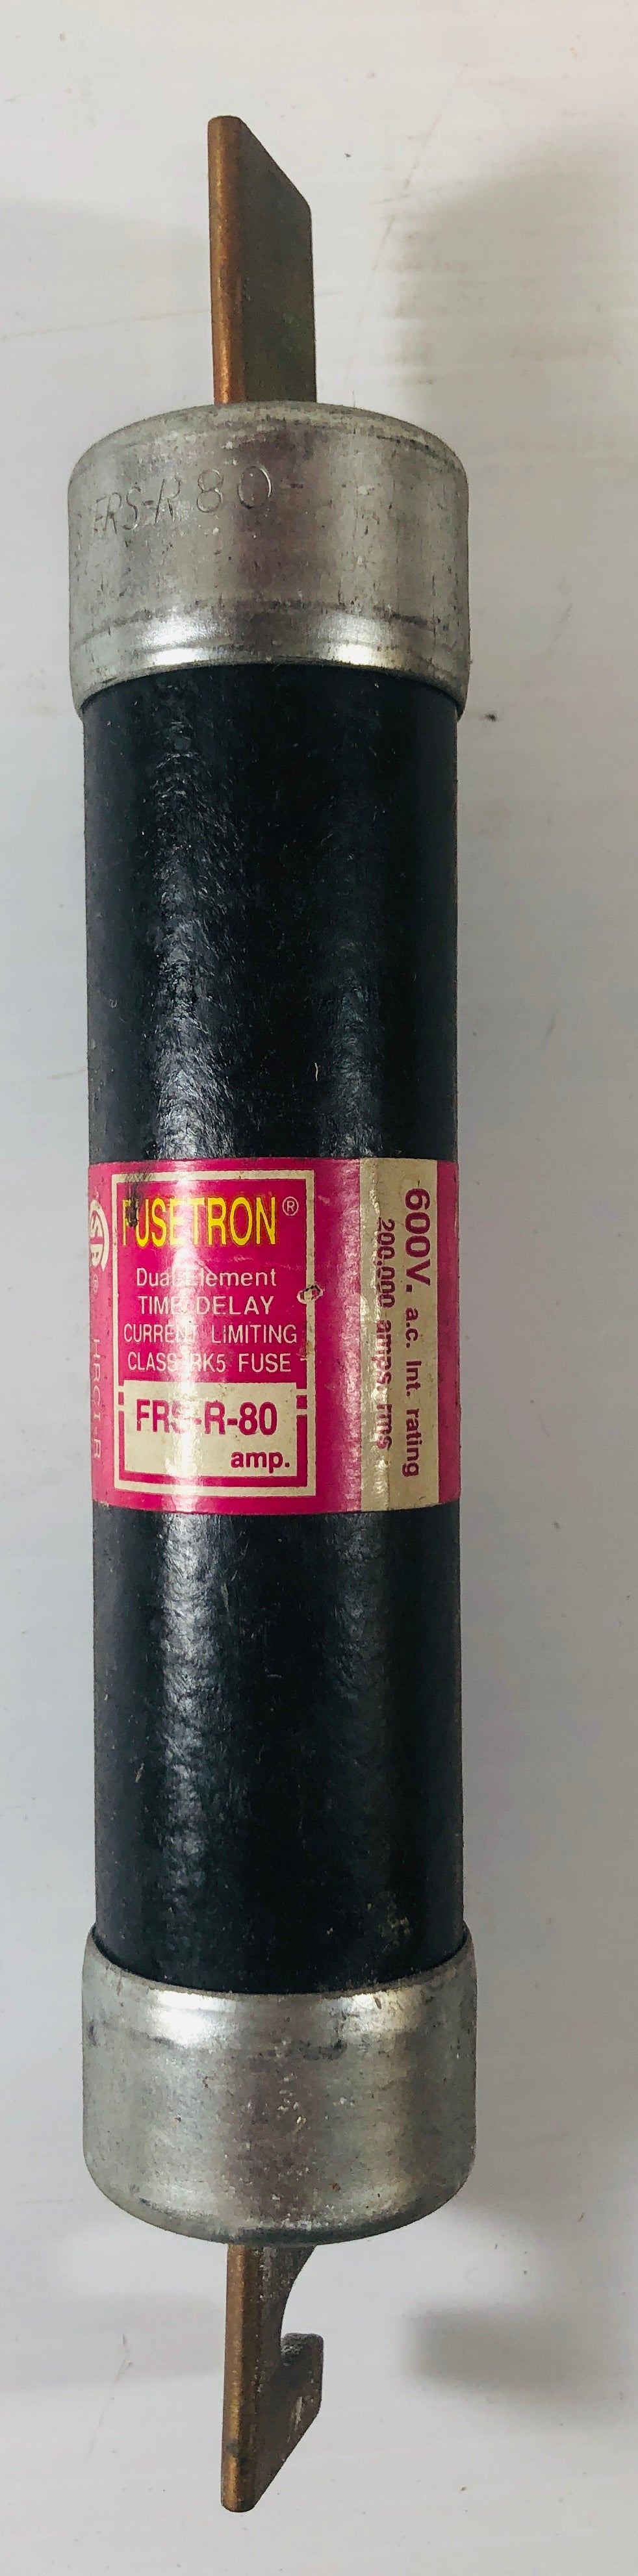 FRS-R 80
FUSETRON®
Dual-Element
TIME DELAY
CURRENT LIMITING
CLASS RK5 FUSE
FRS-R-80
amp.
600V. a.c. Int. rating
200,000 amps. rms
® HRCI-R